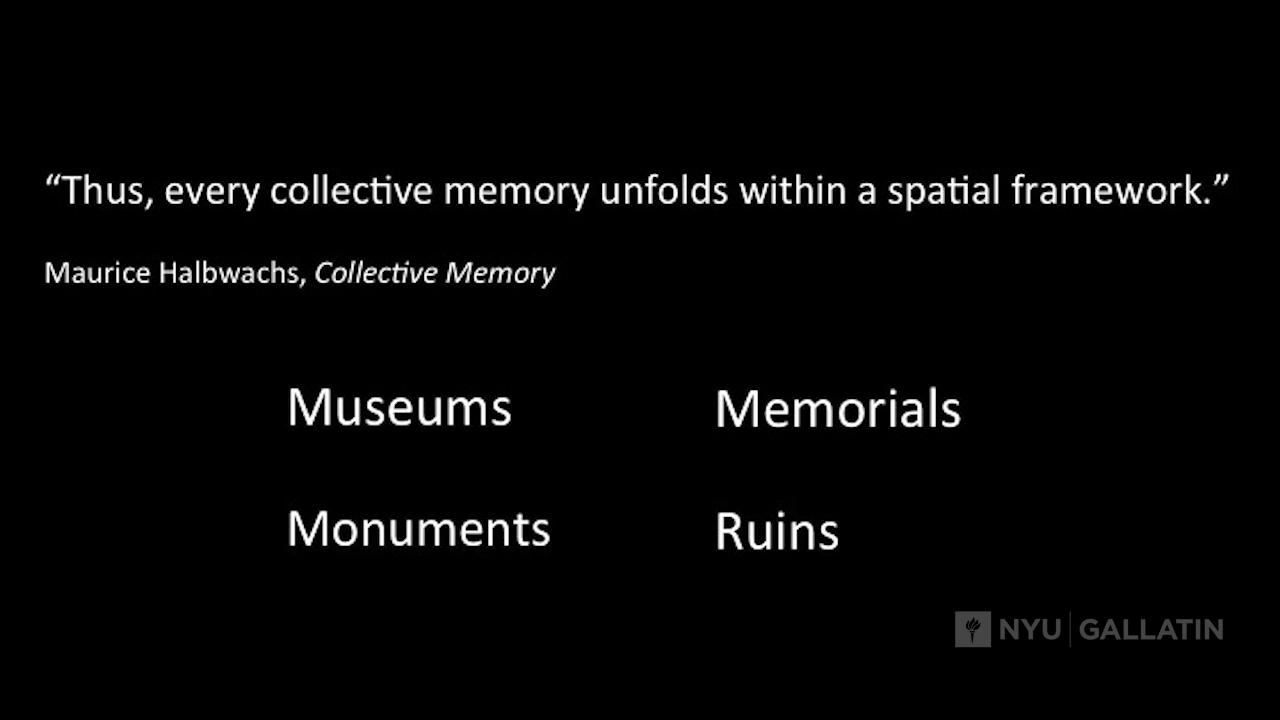 “Thus, every collective memory unfolds within a spatial framework.”
Maurice Halbwachs, Collective Memory
Museums
Memorials
Monuments
Ruins
NYU | GALLATIN